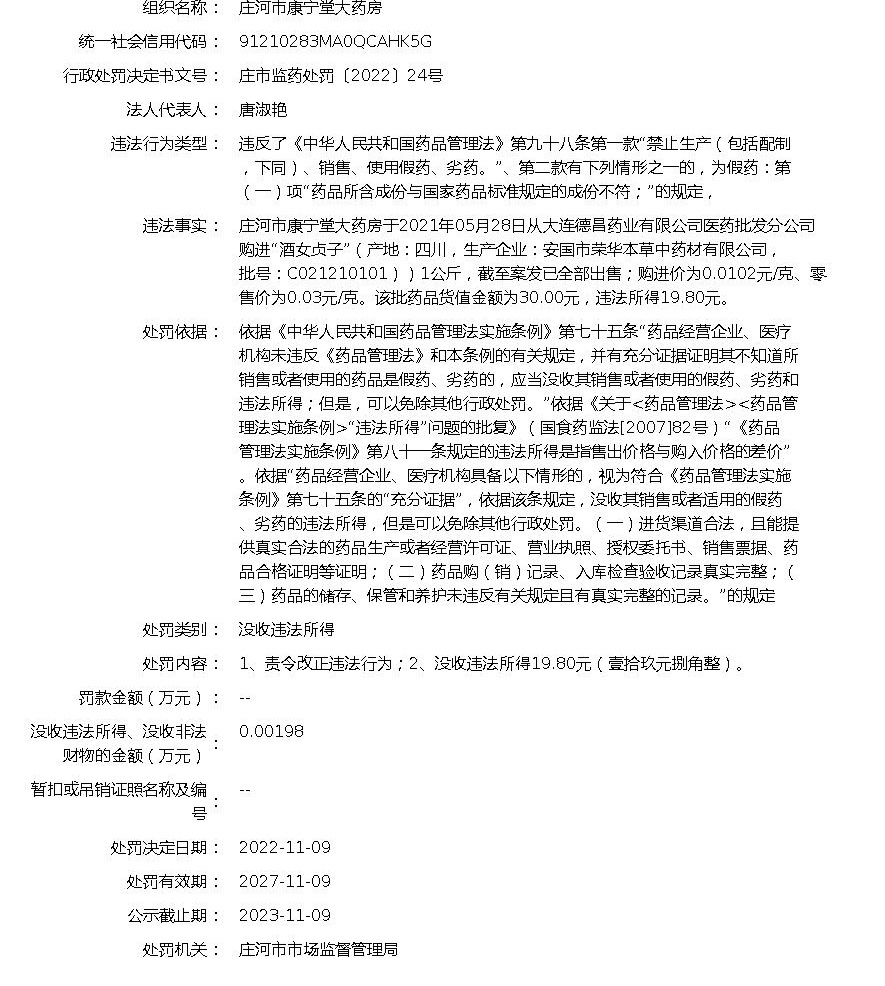 组织名称： 庄河市康宁堂大药房
统一社会信用代码： 91210283MA0QCAHK5G
行政处罚决定书文号： 庄市监药处罚〔2022〕24号
法人代表人： 唐淑艳
违法行为类型： 违反了《中华人民共和国药品管理法》第九十八条第一款“禁止生产（包括配制
，下同）、销售、使用假药、劣药。”、第二款有下列情形之一的，为假药：第
（一）项“药品所含成份与国家药品标准规定的成份不符；”的规定，
违法事实： 庄河市康宁堂大药房于2021年05月28日从大连德昌药业有限公司医药批发分公司
购进“酒女贞子”（产地：四川，生产企业：安国市荣华本草中药材有限公司，
批号：C021210101））1公斤，截至案发已全部出售；购进价为0.0102元/克、零
售价为0.03元/克。该批药品货值金额为30.00元，违法所得19.80元。
处罚依据： 依据《中华人民共和国药品管理法实施条例》第七十五条“药品经营企业、医疗
机构未违反《药品管理法》和本条例的有关规定，并有充分证据证明其不知道所
销售或者使用的药品是假药、劣药的，应当没收其销售或者使用的假药、劣药和
违法所得；但是，可以免除其他行政处罚。”依据《关于<药品管理法><药品管
理法实施条例>“违法所得”问题的批复》（国食药监法[2007]82号）“《药品
管理法实施条例》第八十一条规定的违法所得是指售出价格与购入价格的差价”
。依据“药品经营企业、医疗机构具备以下情形的，视为符合《药品管理法实施
条例》第七十五条的“充分证据”，依据该条规定，没收其销售或者适用的假药
、劣药的违法所得，但是可以免除其他行政处罚。（一）进货渠道合法，且能提
供真实合法的药品生产或者经营许可证、营业执照、授权委托书、销售票据、药
品合格证明等证明；（二）药品购（销）记录、入库检查验收记录真实完整；（
三）药品的储存、保管和养护未违反有关规定且有真实完整的记录。”的规定
处罚类别： 没收违法所得
处罚内容： 1、责令改正违法行为；2、没收违法所得19.80元（壹拾玖元捌角整）。
罚款金额（万元）： --
没收违法所得、没收非法
财物的金额（万元）： 0.00198
暂扣或吊销证照名称及编
号： --
处罚决定日期： 2022-11-09
处罚有效期： 2027-11-09
公示截止期： 2023-11-09
处罚机关： 庄河市市场监督管理局